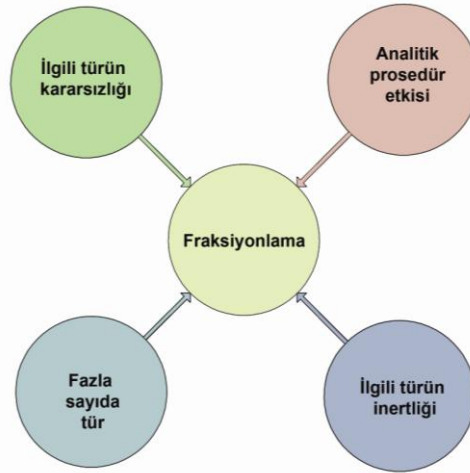 İlgili türün
kararsızlığı
Analitik
prosedür
etkisi
Fraksiyonlama
Fazla
sayıda
tür
İlgili türün
inertliği